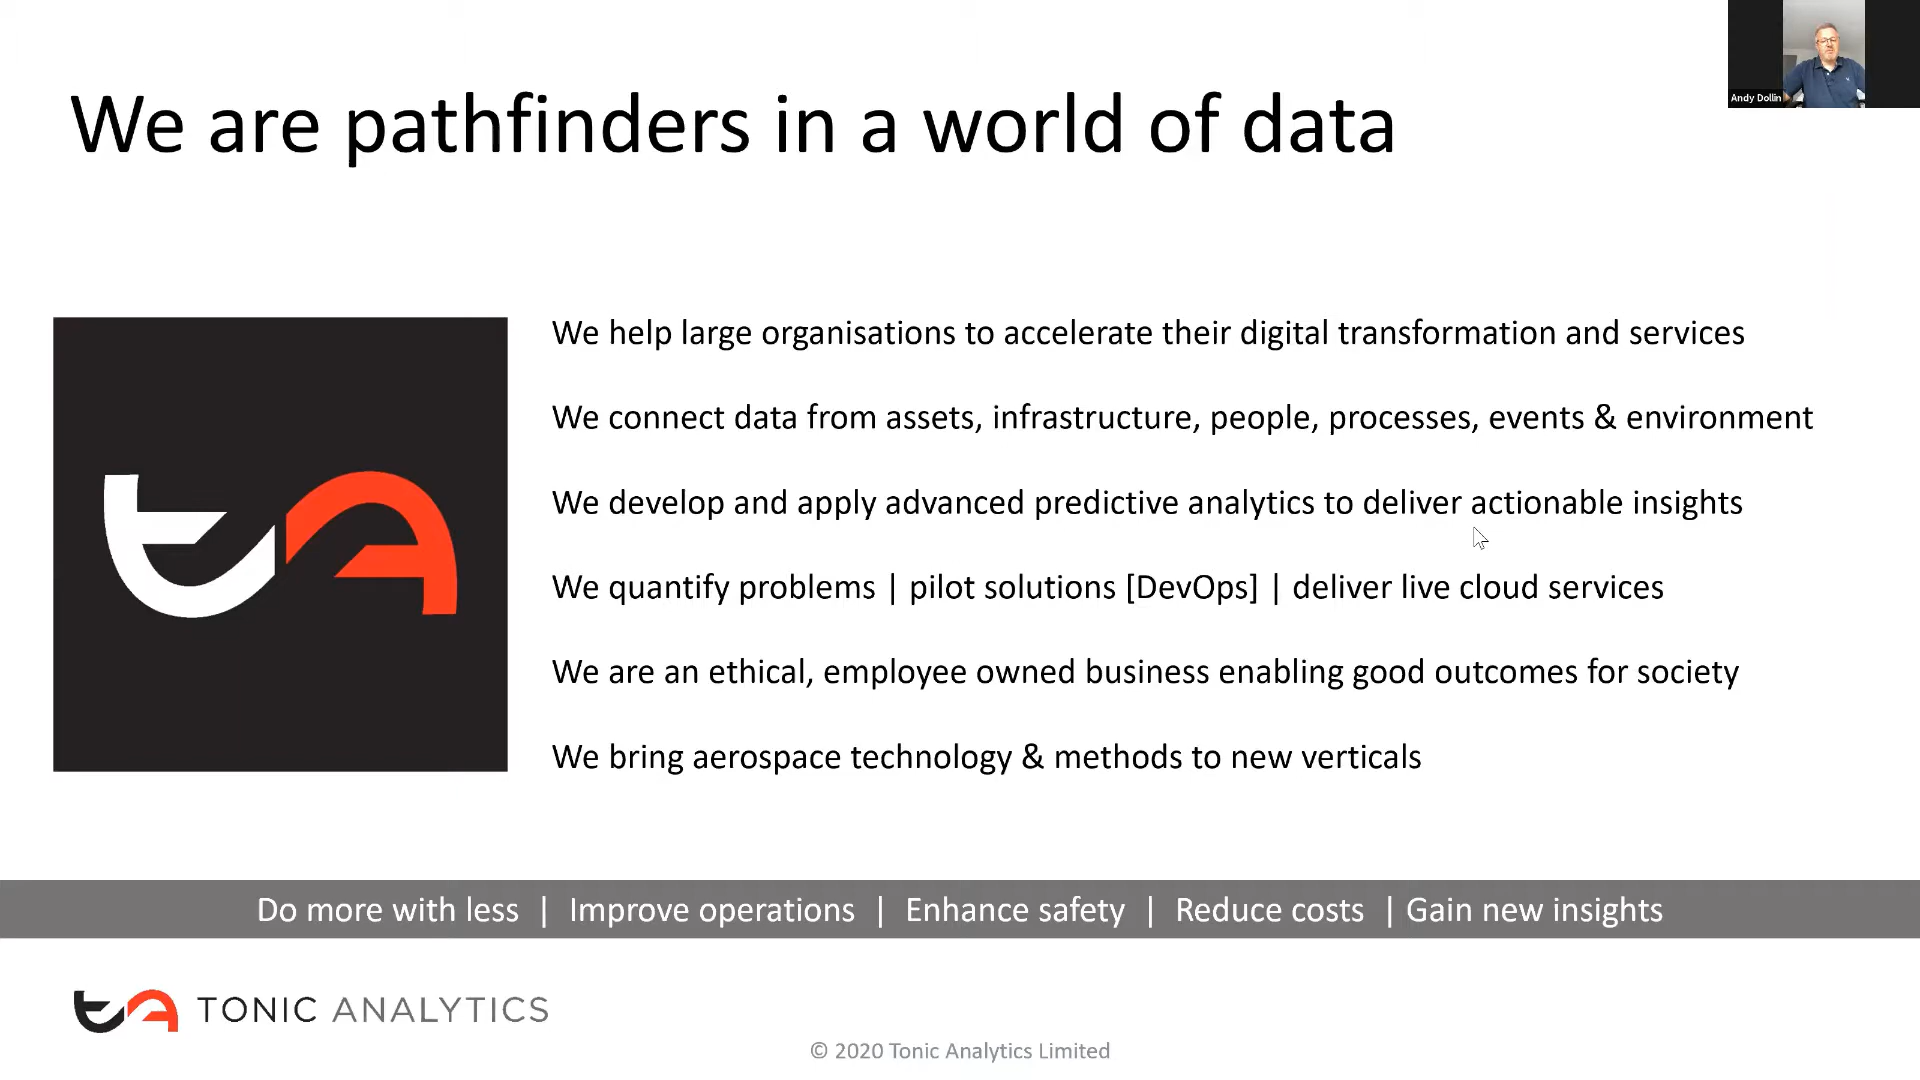 Andy Dollin
We are pathfinders in a world of data
We help large organisations to accelerate their digital transformation and services
We connect data from assets, infrastructure, people, processes, events & environment
We develop and apply advanced predictive analytics to deliver actionable insights
We quantify problems | pilot solutions [DevOps] | deliver live cloud services
We are an ethical, employee owned business enabling good outcomes for society
We bring aerospace technology & methods to new verticals
tA
Do more with less | Improve operations | Enhance safety | Reduce costs | Gain new insights
tA TONIC ANALYTICS
© 2020 Tonic Analytics Limited